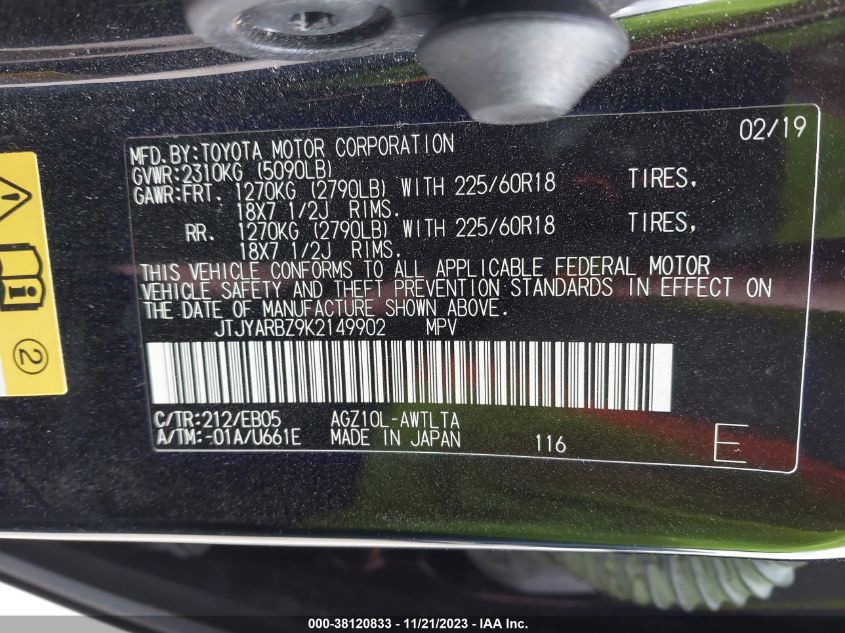 02/19
MFD.BY:TOYOTA MOTOR CORPORATION
GVWR:2310KG (5090LB)
GAWR:FRT. 1270KG (2790LB) WITH 225/60R18 TIRES,
18X7 1/2J RIMS.
RR. 1270KG (2790LB) WITH 225/60R18 TIRES,
18X7 1/2J RIMS.
THIS VEHICLE CONFORMS TO ALL APPLICABLE FEDERAL MOTOR
VEHICLE SAFETY AND THEFT PREVENTION STANDARDS IN EFFECT ON
THE DATE OF MANUFACTURE SHOWN ABOVE.
JTJYARBZ9K2149902 MPV
C/TR:212/EB05 AGZ10L-AWTLTA
A/TM:-01A/U661E MADE IN JAPAN 116 E
2
000-38120833 - 11/21/2023 - IAA Inc.